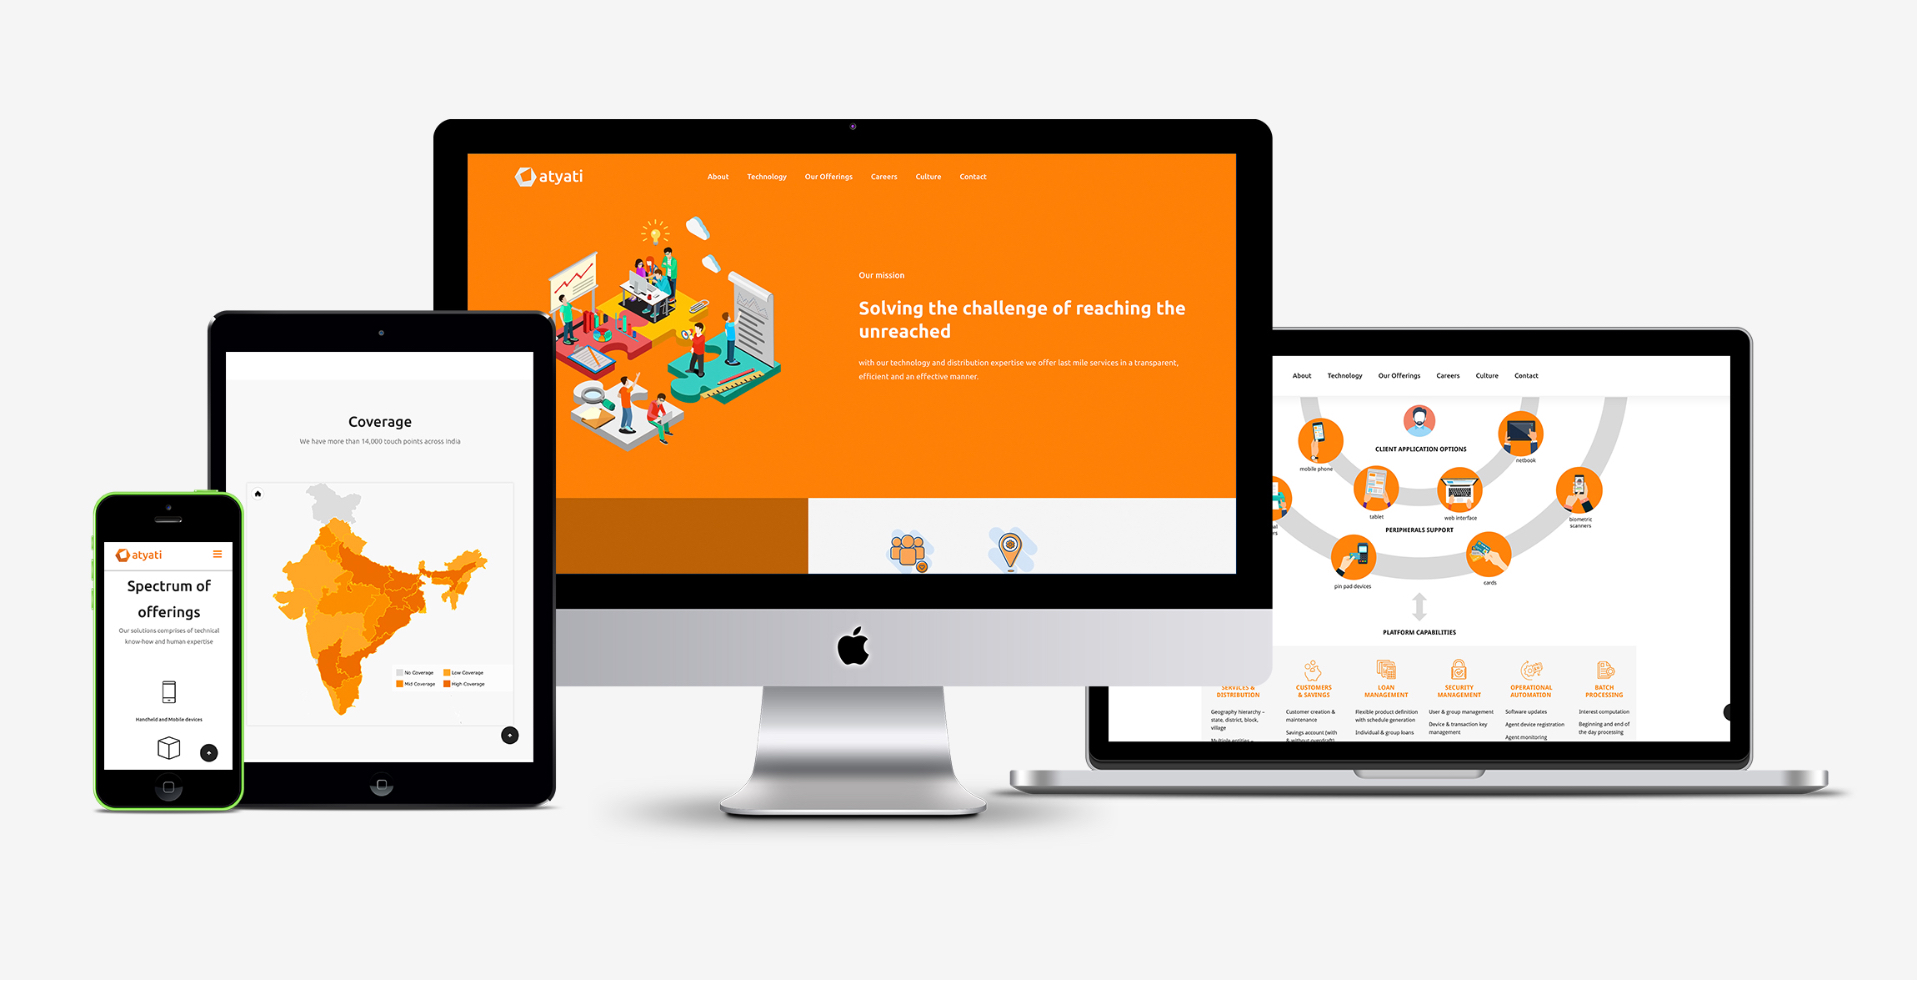 atyati
About
Technology
Our Offerings
Careers
Culture
Contact
Our mission
Solving the challenge of reaching the
unreached
with our technology and distribution expertise we offer last mile services in a transparent,
efficient and an effective manner.
Coverage
We have more than 14,000 touch points across India
No Coverage
Low Coverage
Mid Coverage
High Coverage
atyati
Spectrum of
offerings
Our solutions comprises of technical
know-how and human expertise
Handheld and Mobile devices
About
Technology
Our Offerings
Careers
Culture
Contact
CLIENT APPLICATION OPTIONS
mobile phone
netbook
tablet
web interface
biometric
scanners
PERIPHERALS SUPPORT
pin pad devices
cards
PLATFORM CAPABILITIES
SERVICES &
DISTRIBUTION
Geography hierarchy –
state, district, block,
village
Multiple entities –
CUSTOMERS
& SAVINGS
Customer creation &
maintenance
Savings account (with
& without overdraft)
LOAN
MANAGEMENT
Flexible product definition
with schedule generation
Individual & group loans
SECURITY
MANAGEMENT
User & group management
Device & transaction key
management
OPERATIONAL
AUTOMATION
Software updates
Agent device registration
Agent monitoring
BATCH
PROCESSING
Interest computation
Beginning and end of
the day processing